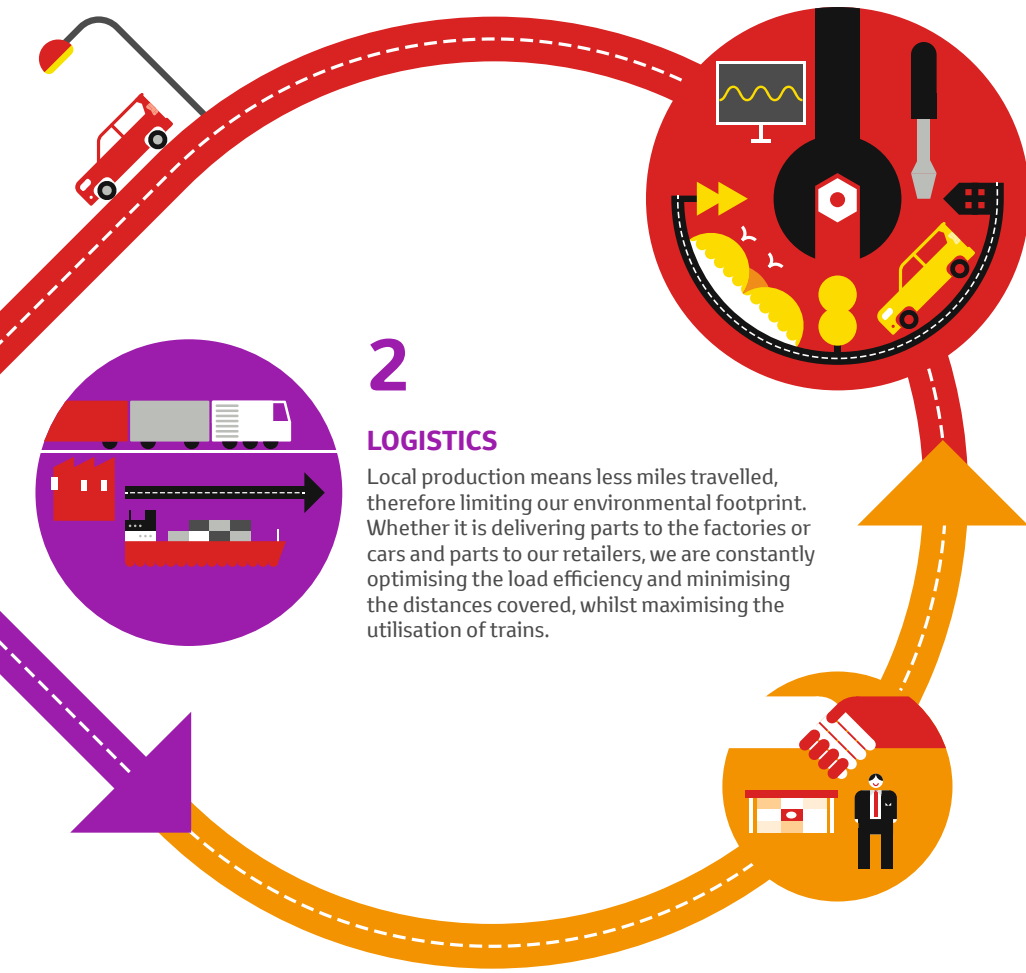 2
LOGISTICS
Local production means less miles travelled,
therefore limiting our environmental footprint.
Whether it is delivering parts to the factories or
cars and parts to our retailers, we are constantly
optimising the load efficiency and minimising
the distances covered, whilst maximising the
utilisation of trains.